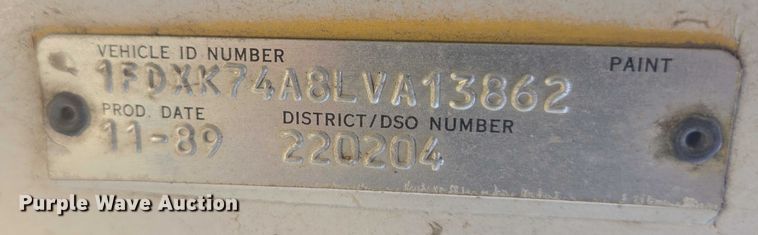 VEHICLE ID NUMBER
PAINT
1FDXK74A8LVA13862
PROD. DATE
DISTRICT/DSO NUMBER
11-89
220204
Purple Wave Auction